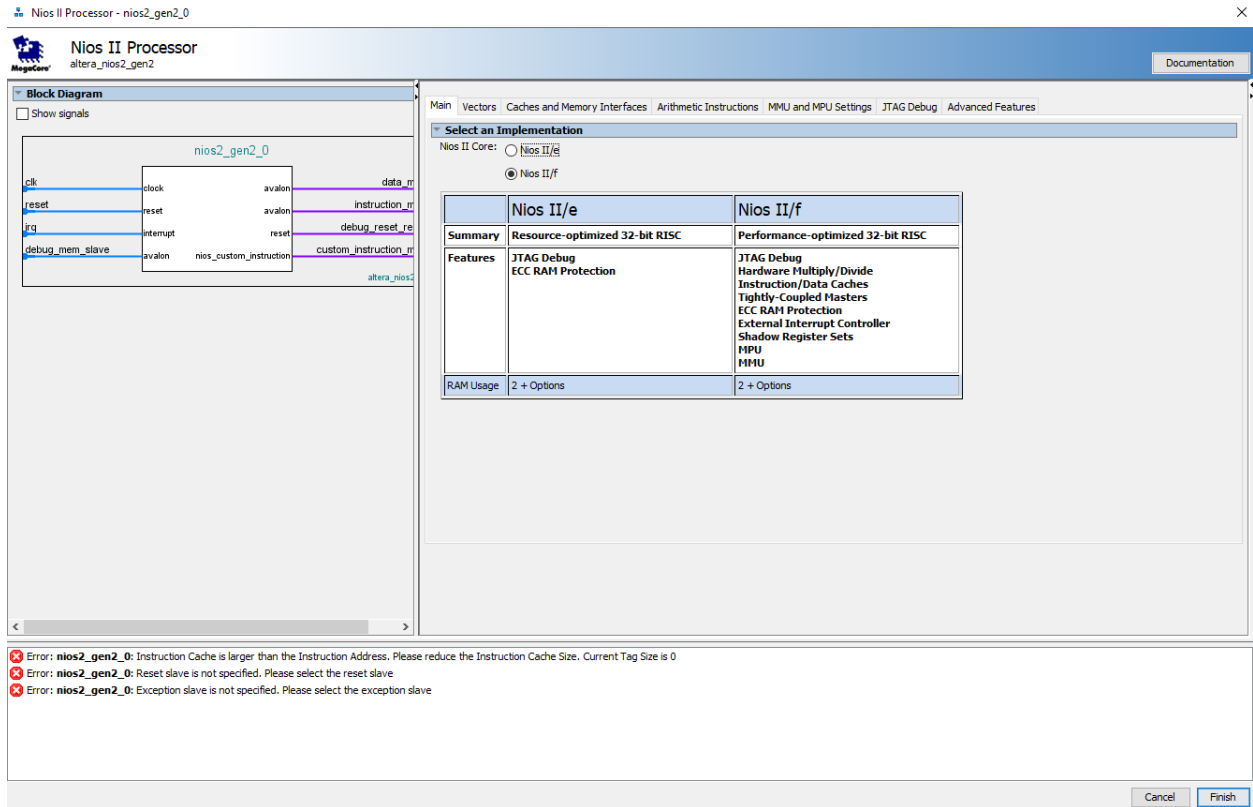 Nios II Processor - nios2_gen2_0
MegaCore'
Nios II Processor
altera_nios2_gen2
Documentation
Block Diagram
Show signals
nios2_gen2_0
clk
reset
irq
debug_mem_slave
clock
reset
interrupt
avalon
avalon
avalon
reset
nios_custom_instruction
data_m
instruction_m
debug_reset_re
custom_instruction_m
altera_nios2
Main Vectors Caches and Memory Interfaces Arithmetic Instructions MMU and MPU Settings JTAG Debug Advanced Features
Select an Implementation
Nios II Core: Nios II/e
Nios II/f
Nios II/e Nios II/f
Summary Resource-optimized 32-bit RISC Performance-optimized 32-bit RISC
Features
JTAG Debug
ECC RAM Protection
JTAG Debug
Hardware Multiply/Divide
Instruction/Data Caches
Tightly-Coupled Masters
ECC RAM Protection
External Interrupt Controller
Shadow Register Sets
MPU
MMU
RAM Usage 2 + Options 2 + Options
Error: nios2_gen2_0: Instruction Cache is larger than the Instruction Address. Please reduce the Instruction Cache Size. Current Tag Size is 0
Error: nios2_gen2_0: Reset slave is not specified. Please select the reset slave
Error: nios2_gen2_0: Exception slave is not specified. Please select the exception slave
Cancel Finish